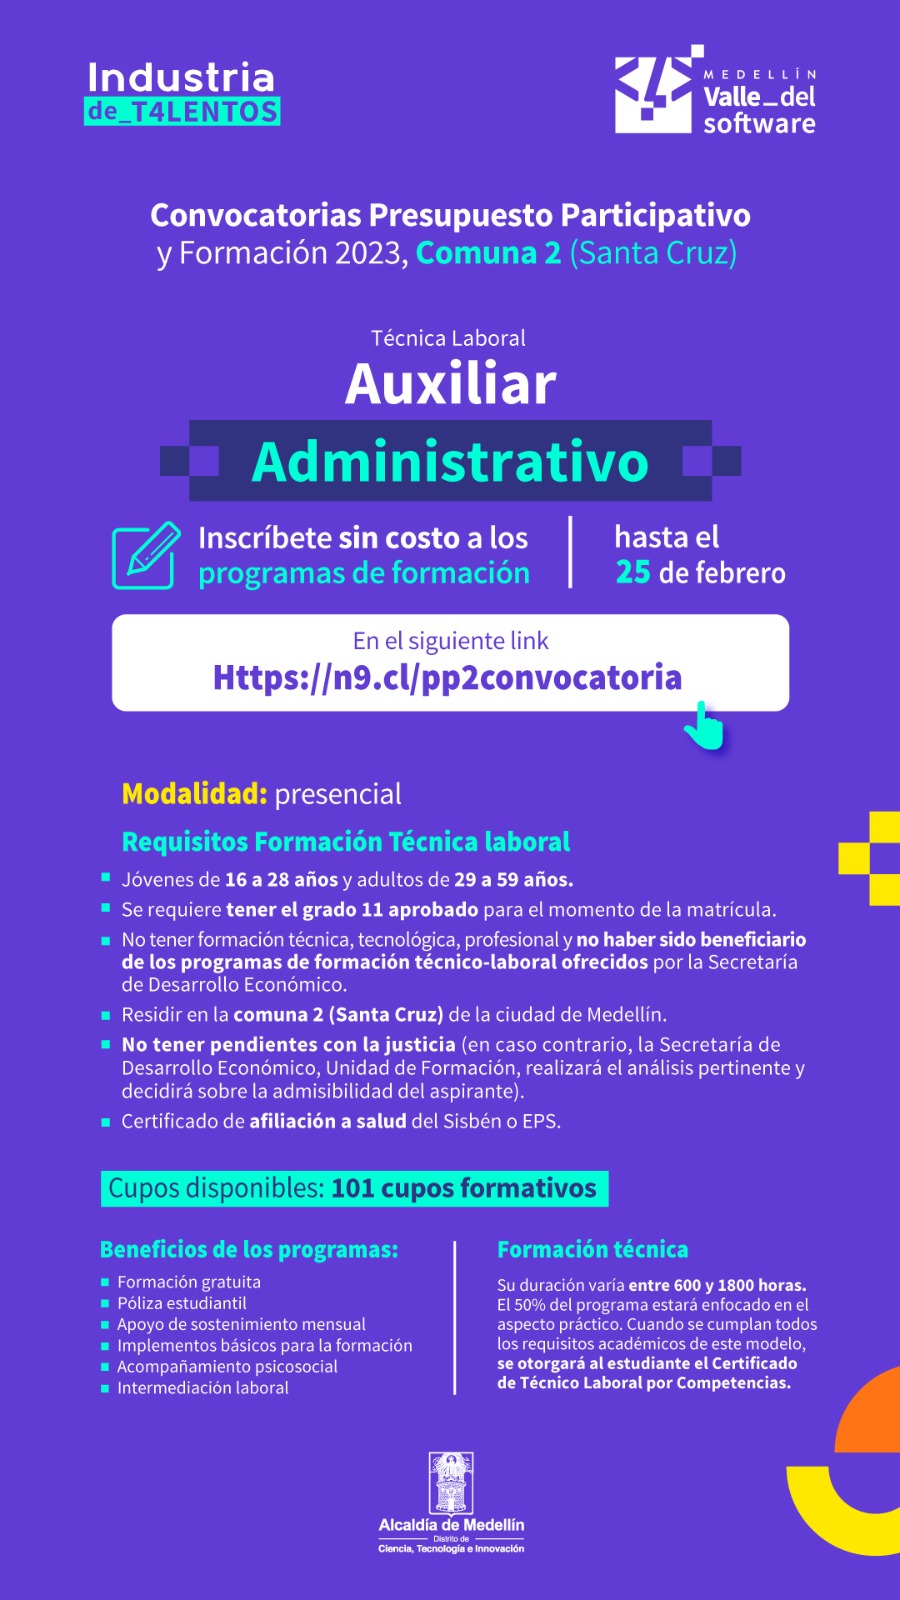 Industria
de_T4LENTOS
MEDELLÍN
Valle_del
software
Convocatorias Presupuesto Participativo
y Formación 2023, Comuna 2 (Santa Cruz)
Técnica Laboral
Auxiliar
Administrativo
Inscríbete sin costo a los
programas de formación
hasta el
25 de febrero
En el siguiente link
Https://n9.cl/pp2convocatoria
Modalidad: presencial
Requisitos Formación Técnica laboral
Jóvenes de 16 a 28 años y adultos de 29 a 59 años.
Se requiere tener el grado 11 aprobado para el momento de la matrícula.
No tener formación técnica, tecnológica, profesional y no haber sido beneficiario
de los programas de formación técnico-laboral ofrecidos por la Secretaría
de Desarrollo Económico.
Residir en la comuna 2 (Santa Cruz) de la ciudad de Medellín.
No tener pendientes con la justicia (en caso contrario, la Secretaría de
Desarrollo Económico, Unidad de Formación, realizará el análisis pertinente y
decidirá sobre la admisibilidad del aspirante).
Certificado de afiliación a salud del Sisbén o EPS.
Cupos disponibles: 101 cupos formativos
Beneficios de los programas:
Formación gratuita
Póliza estudiantil
Apoyo de sostenimiento mensual
Implementos básicos para la formación
Acompañamiento psicosocial
Intermediación laboral
Formación técnica
Su duración varía entre 600 y 1800 horas.
El 50% del programa estará enfocado en el
aspecto práctico. Cuando se cumplan todos
los requisitos académicos de este modelo,
se otorgará al estudiante el Certificado
de Técnico Laboral por Competencias.
Alcaldía de Medellín
Distrito de
Ciencia, Tecnología e Innovación